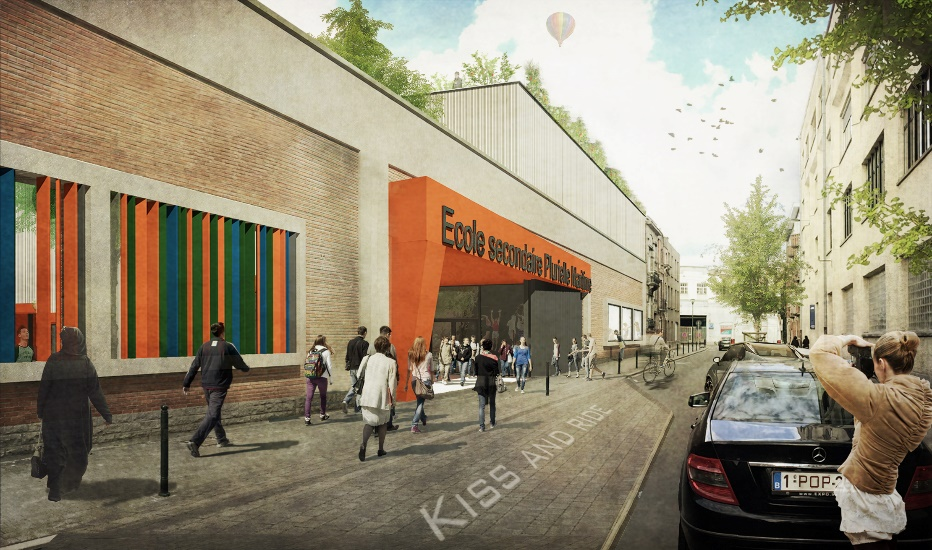 Ecole secondaire Plurielle Maritime
KISS AND RIDE
B 1·POP-